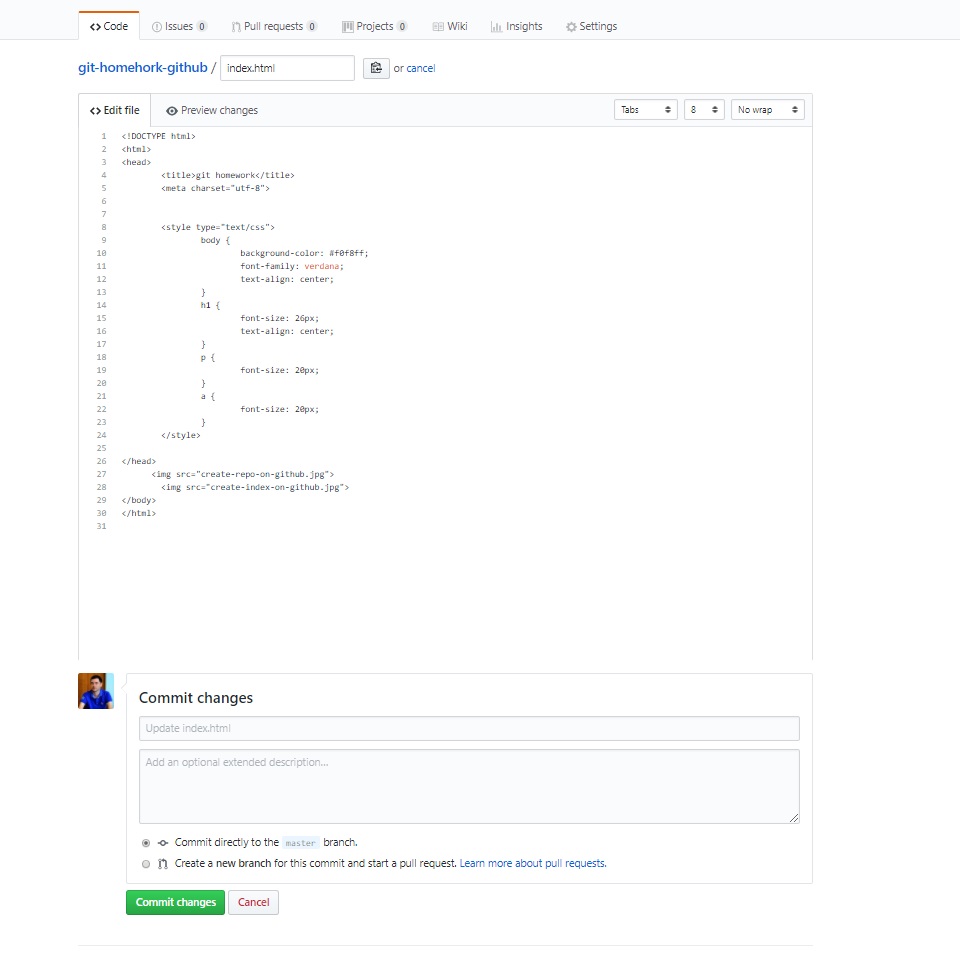 Code Issues 0 Pull requests 0 Projects 0 Wiki Insights Settings
git-homehork-github / index.html or cancel
Edit file Preview changes Tabs 8 No wrap
1 <!DOCTYPE html>
2 <html>
3 <head>
4 <title>git homework</title>
5 <meta charset="utf-8">
6
7
8 <style type="text/css">
9 body {
10 background-color: #f0f8ff;
11 font-family: verdana;
12 text-align: center;
13 }
14 h1 {
15 font-size: 26px;
16 text-align: center;
17 }
18 p {
19 font-size: 20px;
20 }
21 a {
22 font-size: 20px;
23 }
24 </style>
25
26 </head>
27 <img src="create-repo-on-github.jpg">
28 <img src="create-index-on-github.jpg">
29 </body>
30 </html>
31
Commit changes
Update index.html
Add an optional extended description...
Commit directly to the master branch.
Create a new branch for this commit and start a pull request. Learn more about pull requests.
Commit changes Cancel